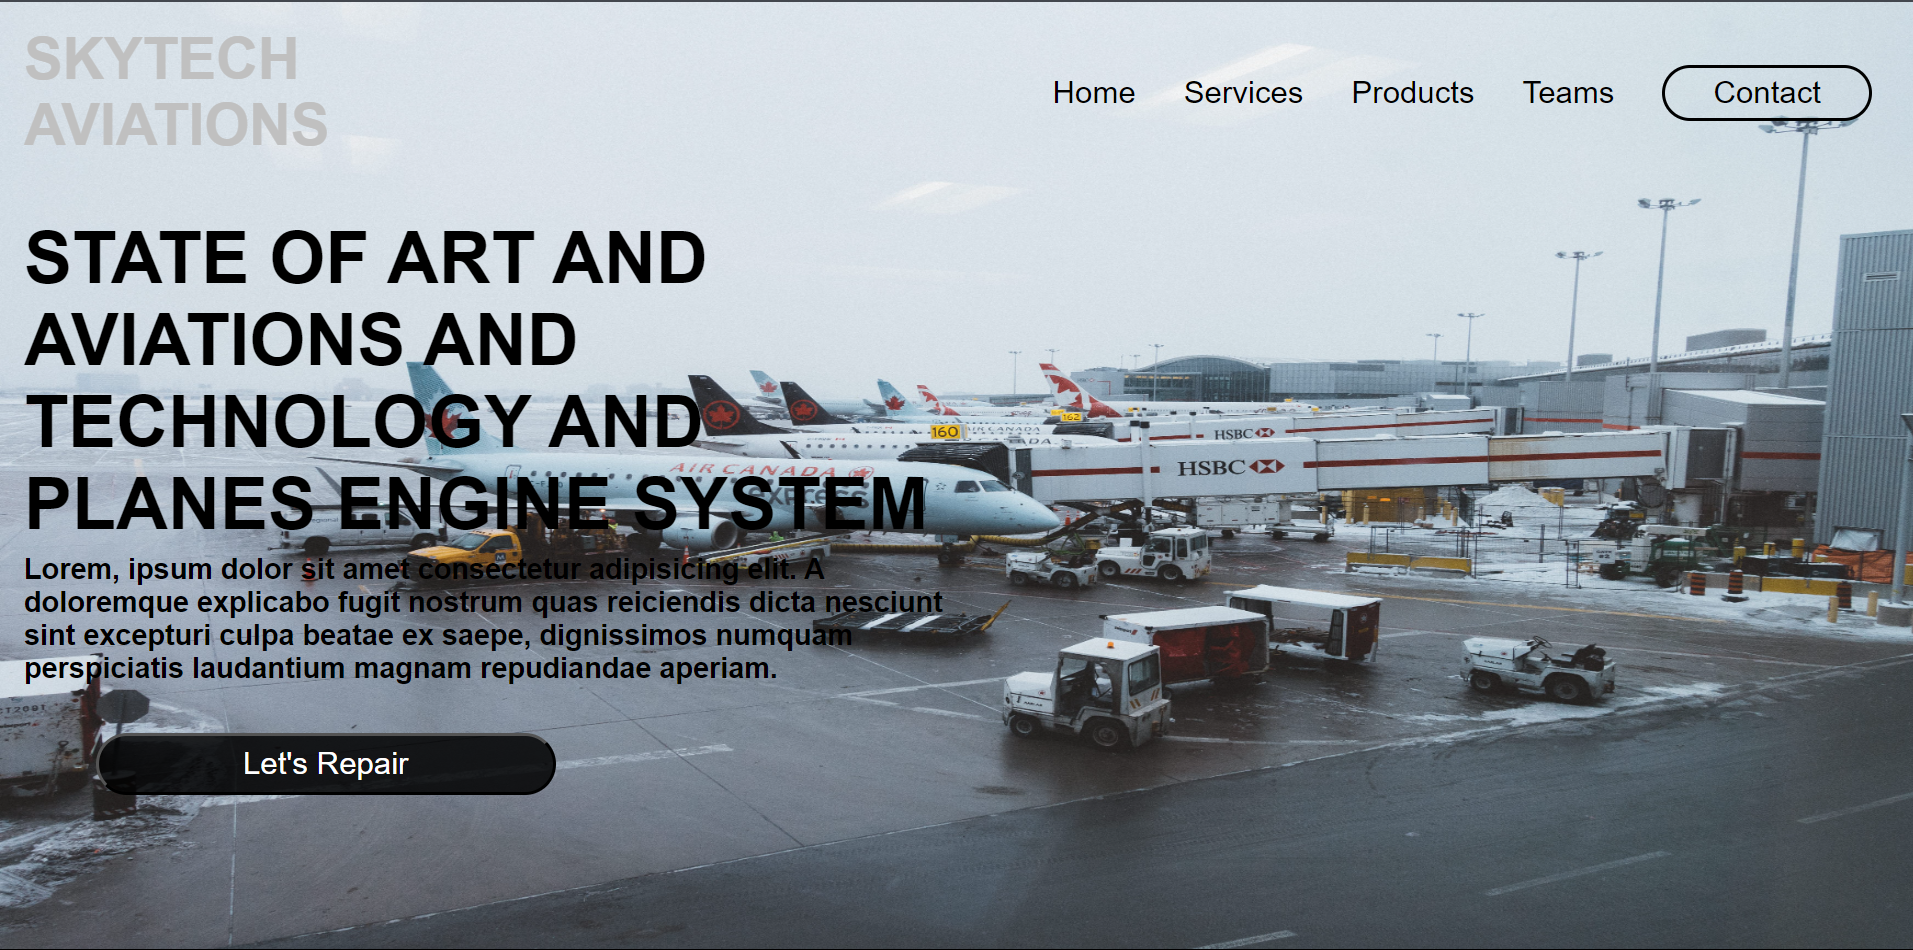 SKYTECH
AVIATIONS
Home Services Products Teams Contact
STATE OF ART AND
AVIATIONS AND
TECHNOLOGY AND
PLANES ENGINE SYSTEM
Lorem, ipsum dolor sit amet consectetur adipisicing elit. A
doloremque explicabo fugit nostrum quas reiciendis dicta nesciunt
sint excepturi culpa beatae ex saepe, dignissimos numquam
perspiciatis laudantium magnam repudiandae aperiam.
Let's Repair
162
160
HSBC
HSBC
AIR CANADA
express